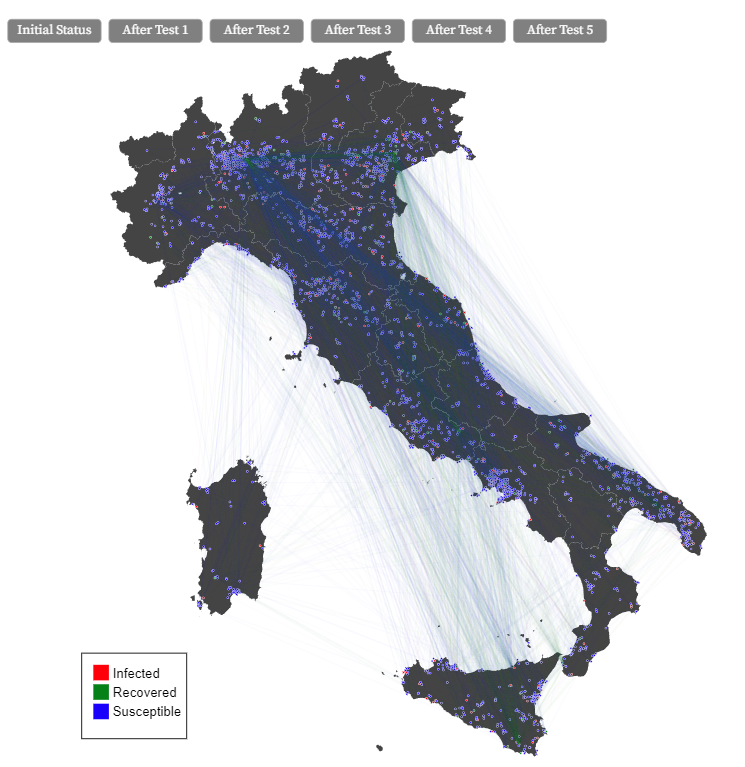 Initial Status
After Test 1
After Test 2
After Test 3
After Test 4
After Test 5
Infected
Recovered
Susceptible